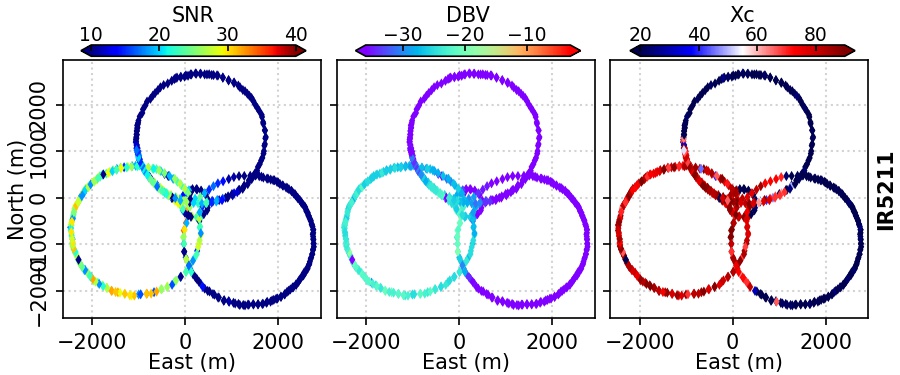 SNR DBV Xc
10 20 30 40 −30 −20 −10 20 40 60 80
North (m)
2000
1000
0
−1000
−2000
−2000 0 2000 −2000 0 2000 −2000 0 2000
East (m) East (m) East (m)
IR5211